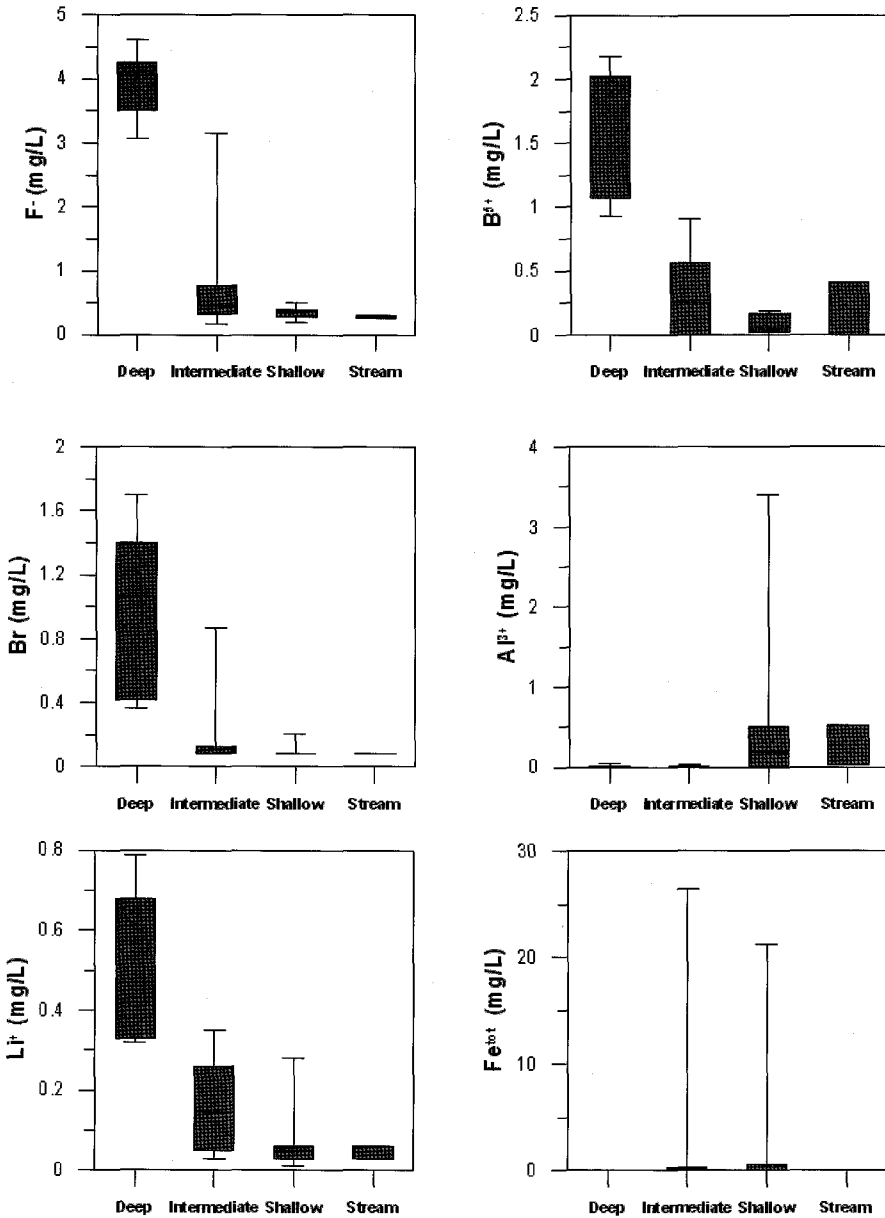 F- (mg/L)
5
4
3
2
1
0
Deep Intermediate Shallow Stream
B5+ (mg/L)
2.5
2
1.5
1
0.5
0
Deep Intermediate Shallow Stream
Br (mg/L)
2
1.6
1.2
0.8
0.4
0
Deep Intermediate Shallow Stream
Al3+ (mg/L)
4
3
2
1
0
Deep Intermediate Shallow Stream
Li+ (mg/L)
0.8
0.6
0.4
0.2
0
Deep Intermediate Shallow Stream
Fetot (mg/L)
30
20
10
0
Deep Intermediate Shallow Stream